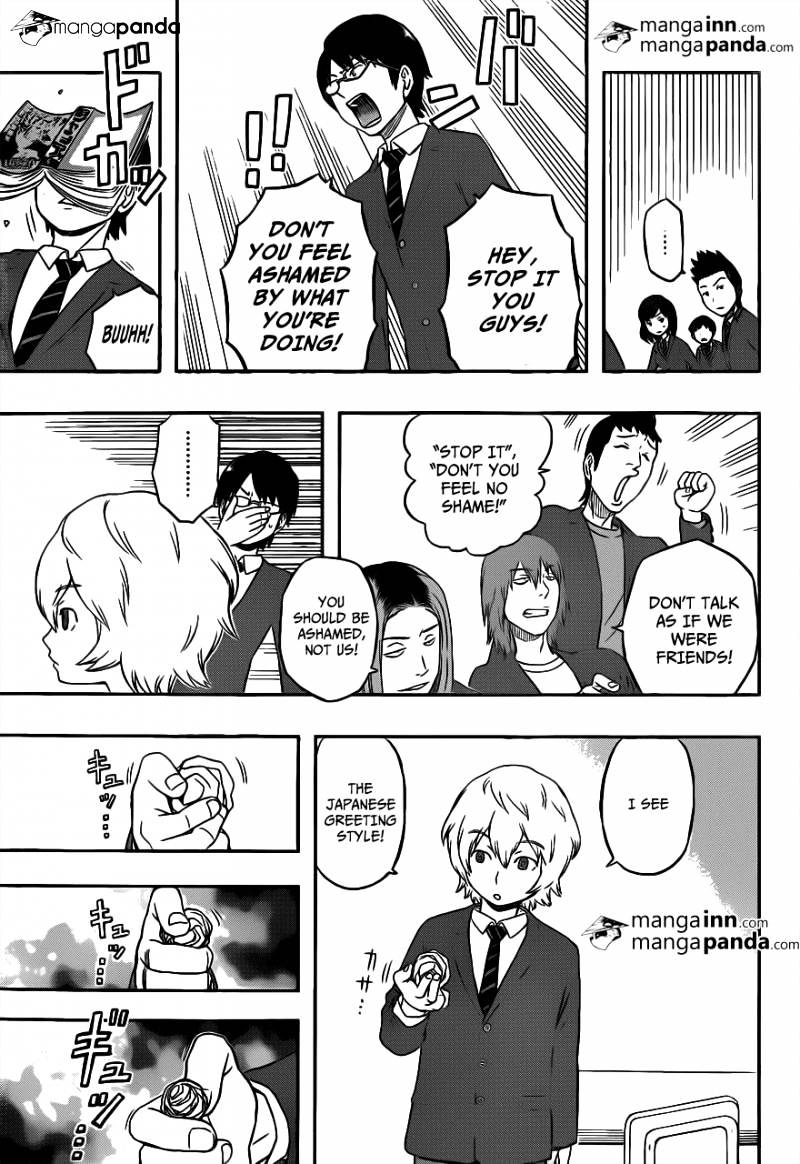 mangapanda
mangainn.com
mangapanda.com
........
HEY,
STOP IT
YOU
GUYS!
!!
DON'T
YOU FEEL
ASHAMED
BY WHAT
YOU'RE
DOING!
ドカッ
BUUHH!
"STOP IT",
"DON'T YOU
FEEL NO
SHAME!"
DON'T TALK
AS IF WE
WERE
FRIENDS!
YOU
SHOULD BE
ASHAMED,
NOT US!
........
I SEE
THE
JAPANESE
GREETING
STYLE!
カサ…
mangainn.com
mangapanda.com
キュッ…
ギュッ…
ギュッ…